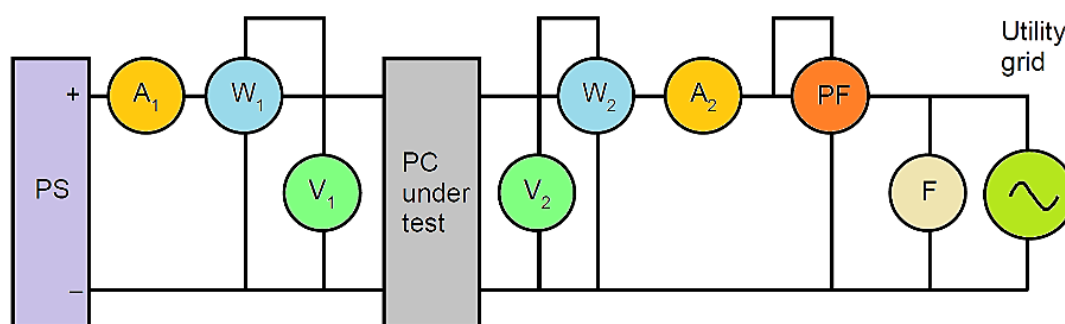 Utility
grid
+
A1
W1
W2
A2
PF
PS
V1
PC
under
test
V2
F
–